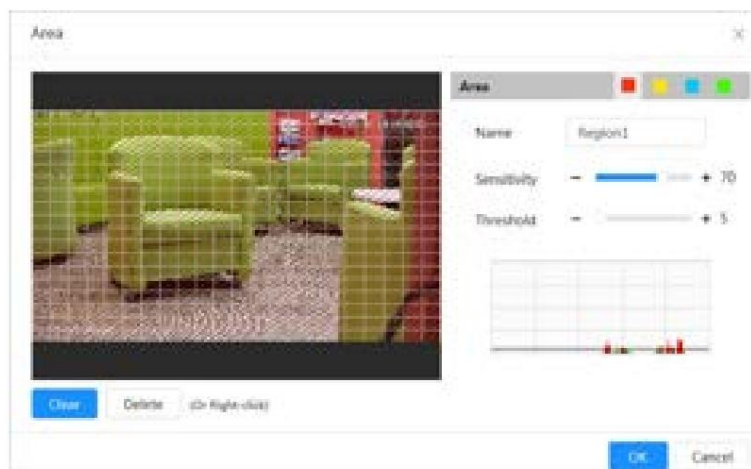 Area
Area
Name
Region1
Sensitivity
- + 70
Threshold
- + 5
Clear
Delete
(Or Right-click)
OK
Cancel